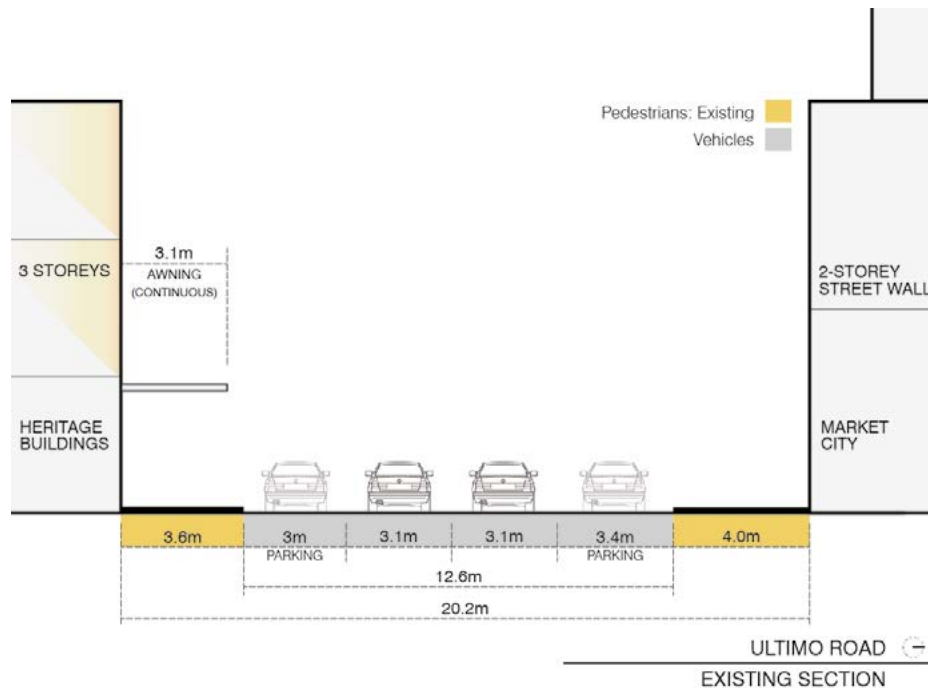 Pedestrians: Existing
Vehicles
3.1m
AWNING
(CONTINUOUS)
3 STOREYS
2-STOREY
STREET WALL
HERITAGE
BUILDINGS
MARKET
CITY
3.6m
3m
3.1m
3.1m
3.4m
4.0m
PARKING
PARKING
12.6m
20.2m
ULTIMO ROAD
EXISTING SECTION